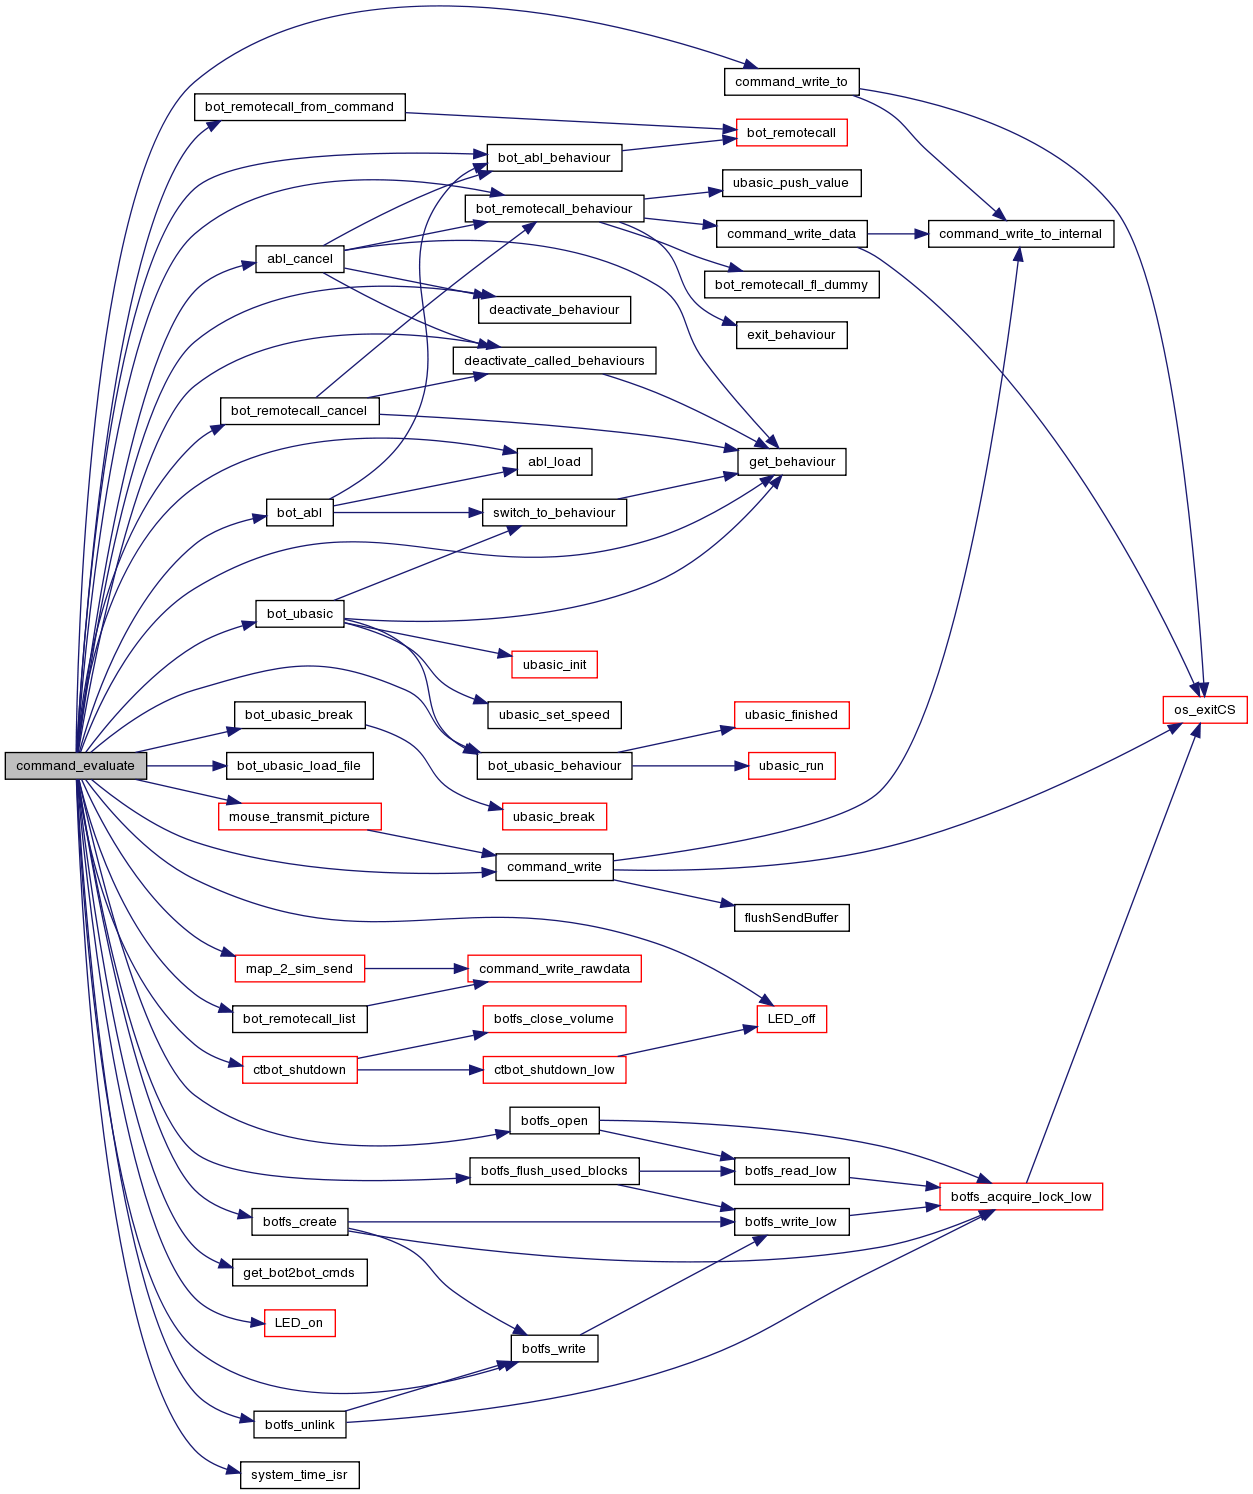 command_write_to
bot_remotecall_from_command
bot_remotecall
bot_abl_behaviour
ubasic_push_value
bot_remotecall_behaviour
command_write_data
command_write_to_internal
abl_cancel
bot_remotecall_fl_dummy
deactivate_behaviour
exit_behaviour
deactivate_called_behaviours
bot_remotecall_cancel
abl_load
get_behaviour
bot_abl
switch_to_behaviour
bot_ubasic
ubasic_init
os_exitCS
bot_ubasic_break
ubasic_set_speed
ubasic_finished
command_evaluate
bot_ubasic_load_file
bot_ubasic_behaviour
ubasic_run
mouse_transmit_picture
ubasic_break
command_write
flushSendBuffer
map_2_sim_send
command_write_rawdata
bot_remotecall_list
botfs_close_volume
LED_off
ctbot_shutdown
ctbot_shutdown_low
botfs_open
botfs_flush_used_blocks
botfs_read_low
botfs_acquire_lock_low
botfs_create
botfs_write_low
get_bot2bot_cmds
LED_on
botfs_write
botfs_unlink
system_time_isr